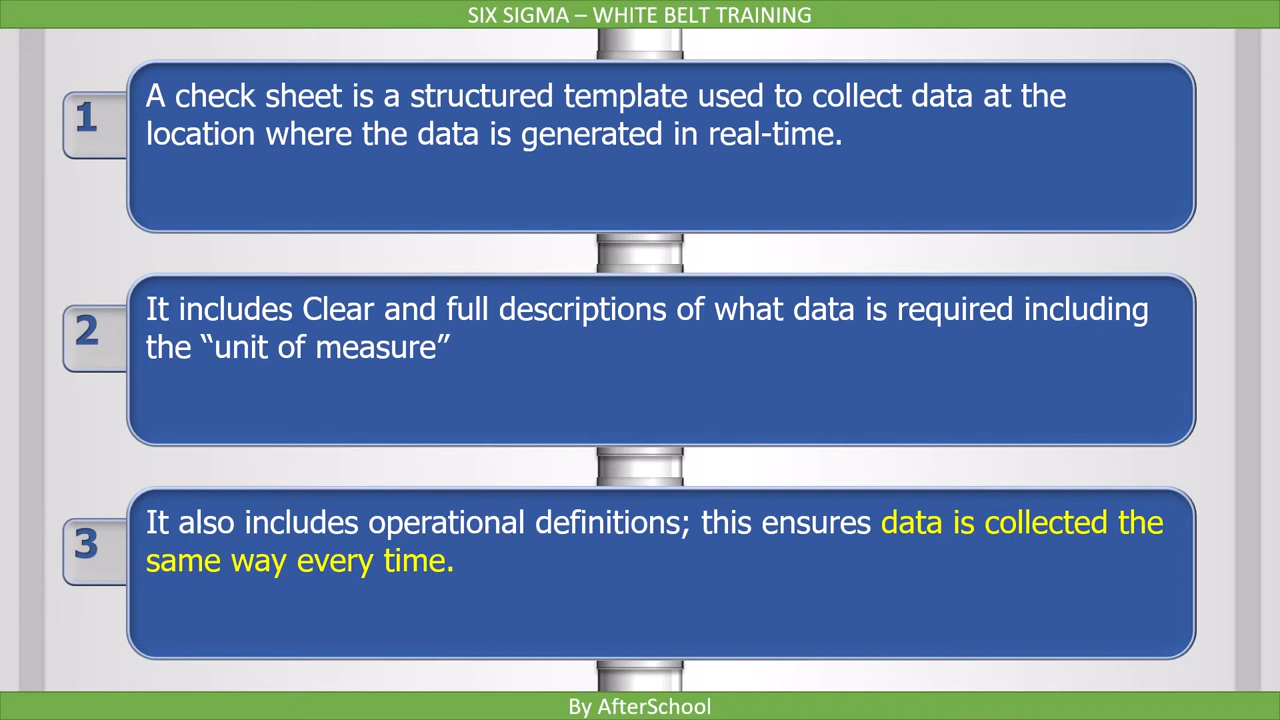 SIX SIGMA – WHITE BELT TRAINING
1
A check sheet is a structured template used to collect data at the
location where the data is generated in real-time.
2
It includes Clear and full descriptions of what data is required including
the “unit of measure”
3
It also includes operational definitions; this ensures data is collected the
same way every time.
By AfterSchool